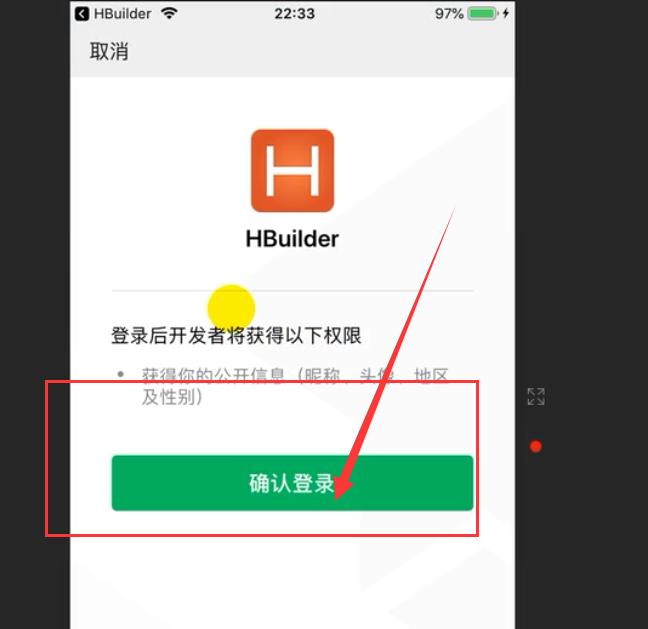 HBuilder 22:33 97%
取消
HBuilder
登录后开发者将获得以下权限
• 获得你的公开信息（昵称、头像、地区
及性别）
确认登录